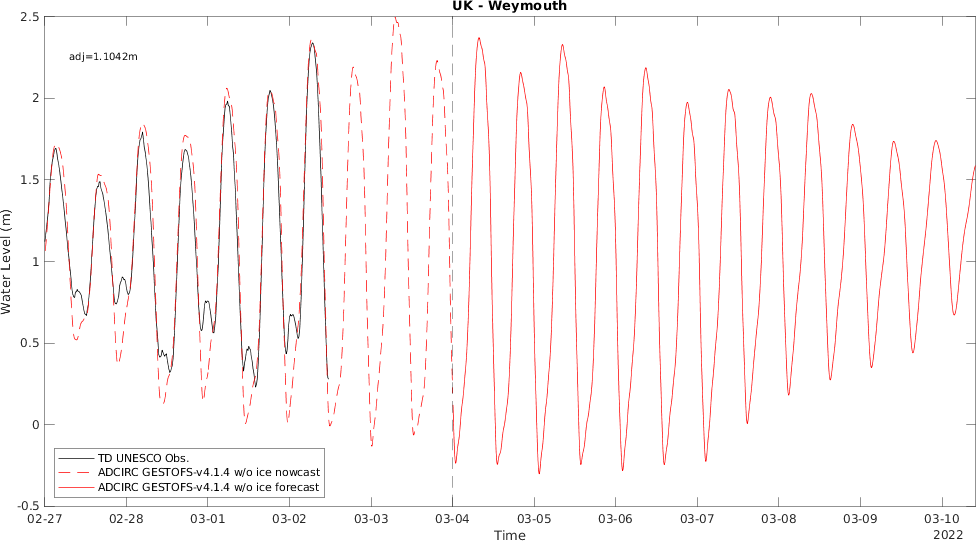 UK - Weymouth
adj=1.1042m
2.5
2
1.5
1
0.5
0
-0.5
Water Level (m)
TD UNESCO Obs.
ADCIRC GESTOFS-v4.1.4 w/o ice nowcast
ADCIRC GESTOFS-v4.1.4 w/o ice forecast
02-27 02-28 03-01 03-02 03-03 03-04 03-05 03-06 03-07 03-08 03-09 03-10
Time
2022